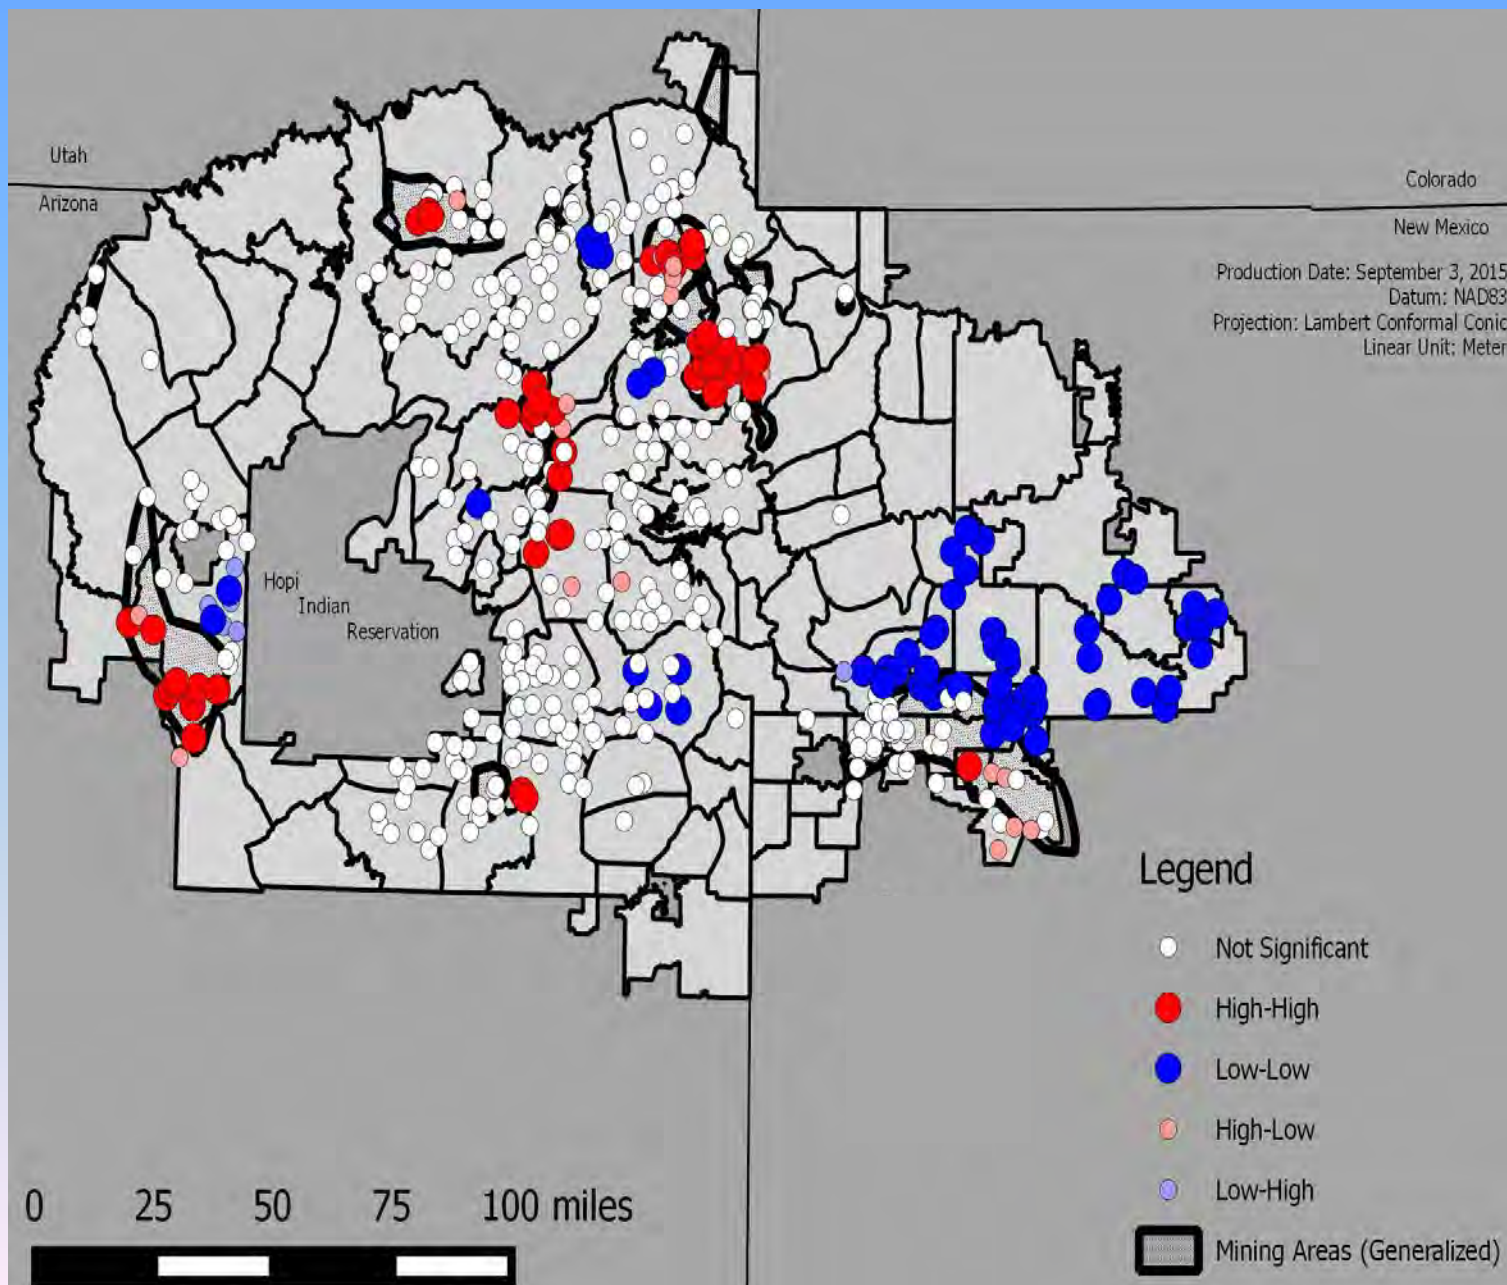 Utah
Arizona
Colorado
New Mexico
Production Date: September 3, 2015
Datum: NAD83
Projection: Lambert Conformal Conic
Linear Unit: Meter
Hopi
Indian
Reservation
Legend
Not Significant
High-High
Low-Low
High-Low
Low-High
Mining Areas (Generalized)
0 25 50 75 100 miles